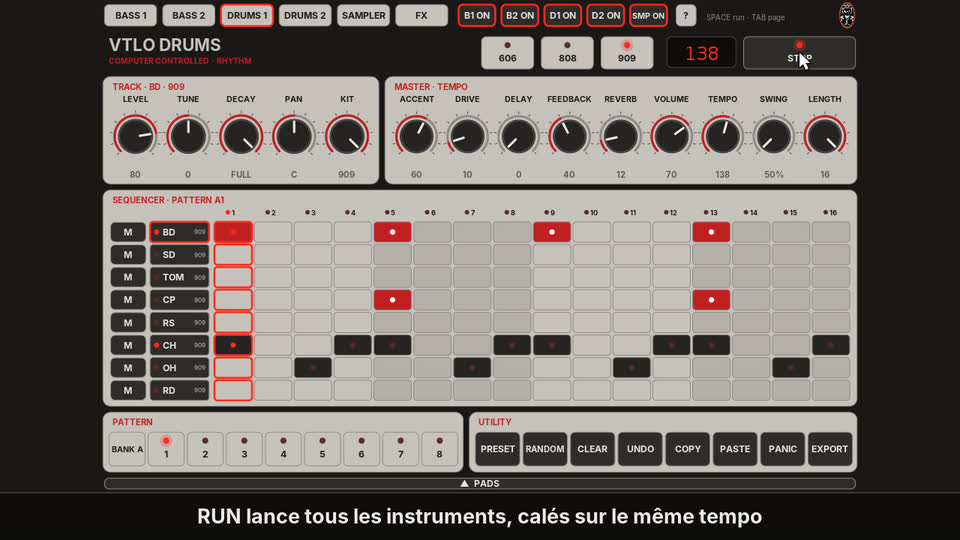 BASS 1 BASS 2 DRUMS 1 DRUMS 2 SAMPLER FX B1 ON B2 ON D1 ON D2 ON SMP ON ? SPACE run · TAB page
VTLO DRUMS
COMPUTER CONTROLLED · RHYTHM
606 808 909 138
TRACK · BD · 909
LEVEL TUNE DECAY PAN KIT
80 0 FULL C 909
MASTER · TEMPO
ACCENT DRIVE DELAY FEEDBACK REVERB VOLUME TEMPO SWING LENGTH
60 10 0 40 12 70 138 50% 16
SEQUENCER · PATTERN A1
1 2 3 4 5 6 7 8 9 10 11 12 13 14 15 16
M BD 909
M SD 909
M TOM 909
M CP 909
M RS 909
M CH 909
M OH 909
M RD 909
PATTERN
BANK A 1 2 3 4 5 6 7 8
UTILITY
PRESET RANDOM CLEAR UNDO COPY PASTE PANIC EXPORT
▲ PADS
RUN lance tous les instruments, calés sur le même tempo